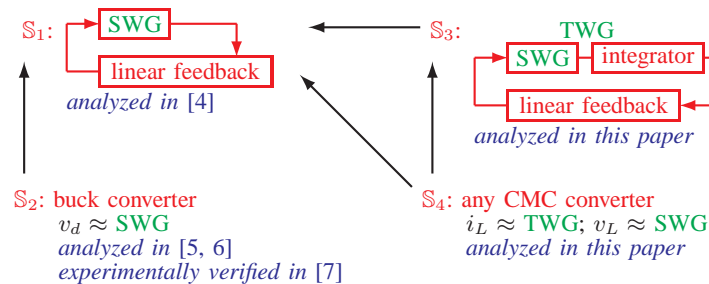 𝕊₁: SWG
linear feedback
analyzed in [4]
𝕊₃: TWG
SWG integrator
linear feedback
analyzed in this paper
𝕊₂: buck converter
v_d ≈ SWG
analyzed in [5, 6]
experimentally verified in [7]
𝕊₄: any CMC converter
i_L ≈ TWG; v_L ≈ SWG
analyzed in this paper